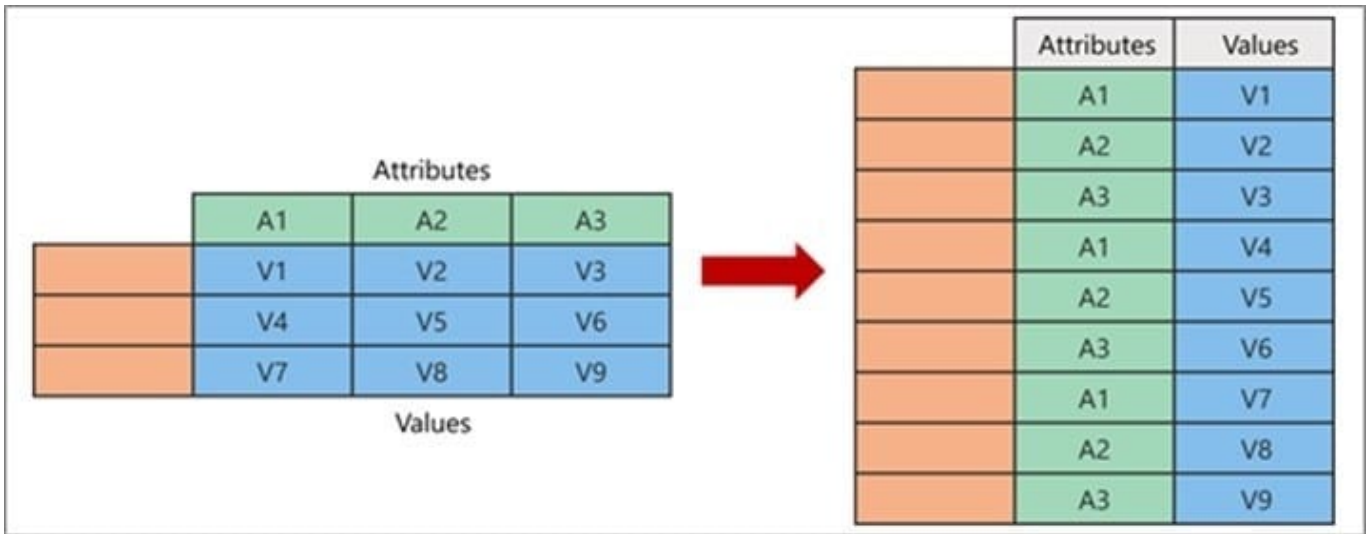 Attributes
A1 A2 A3
V1 V2 V3
V4 V5 V6
V7 V8 V9
Values
Attributes Values
A1 V1
A2 V2
A3 V3
A1 V4
A2 V5
A3 V6
A1 V7
A2 V8
A3 V9